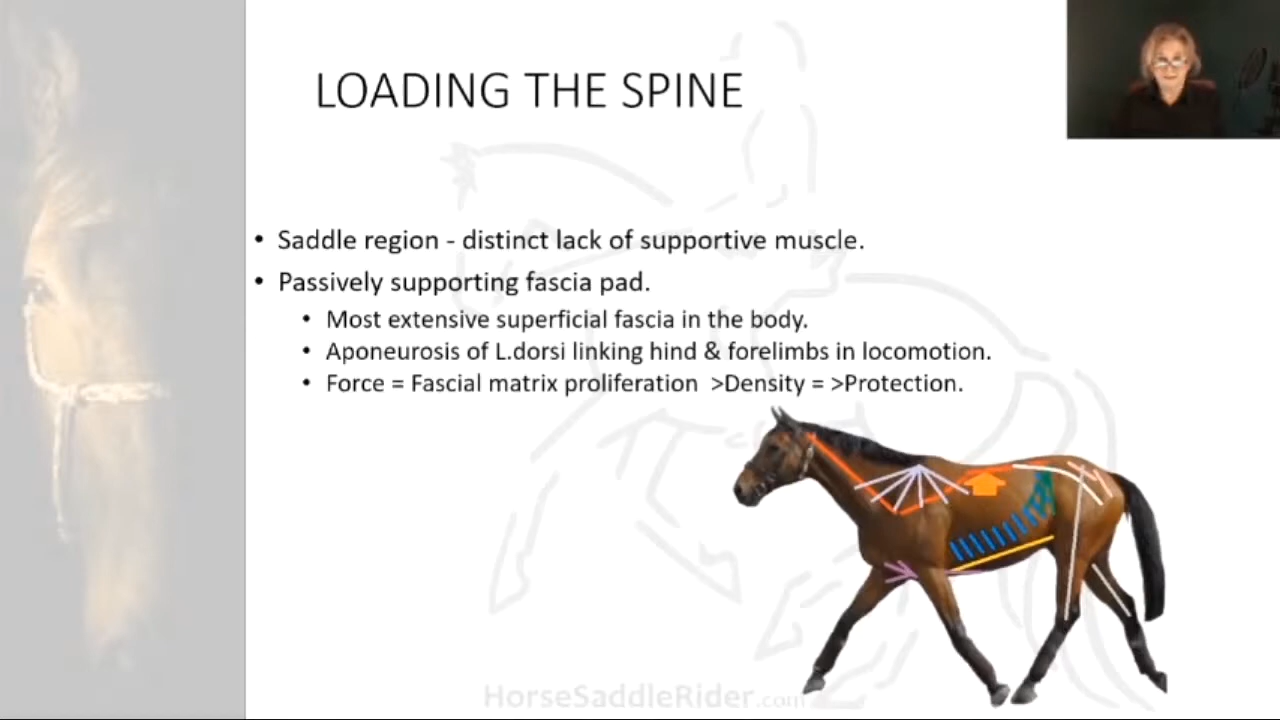 LOADING THE SPINE
• Saddle region - distinct lack of supportive muscle.
• Passively supporting fascia pad.
• Most extensive superficial fascia in the body.
• Aponeurosis of L.dorsi linking hind & forelimbs in locomotion.
• Force = Fascial matrix proliferation >Density = >Protection.
HorseSaddleRider.com